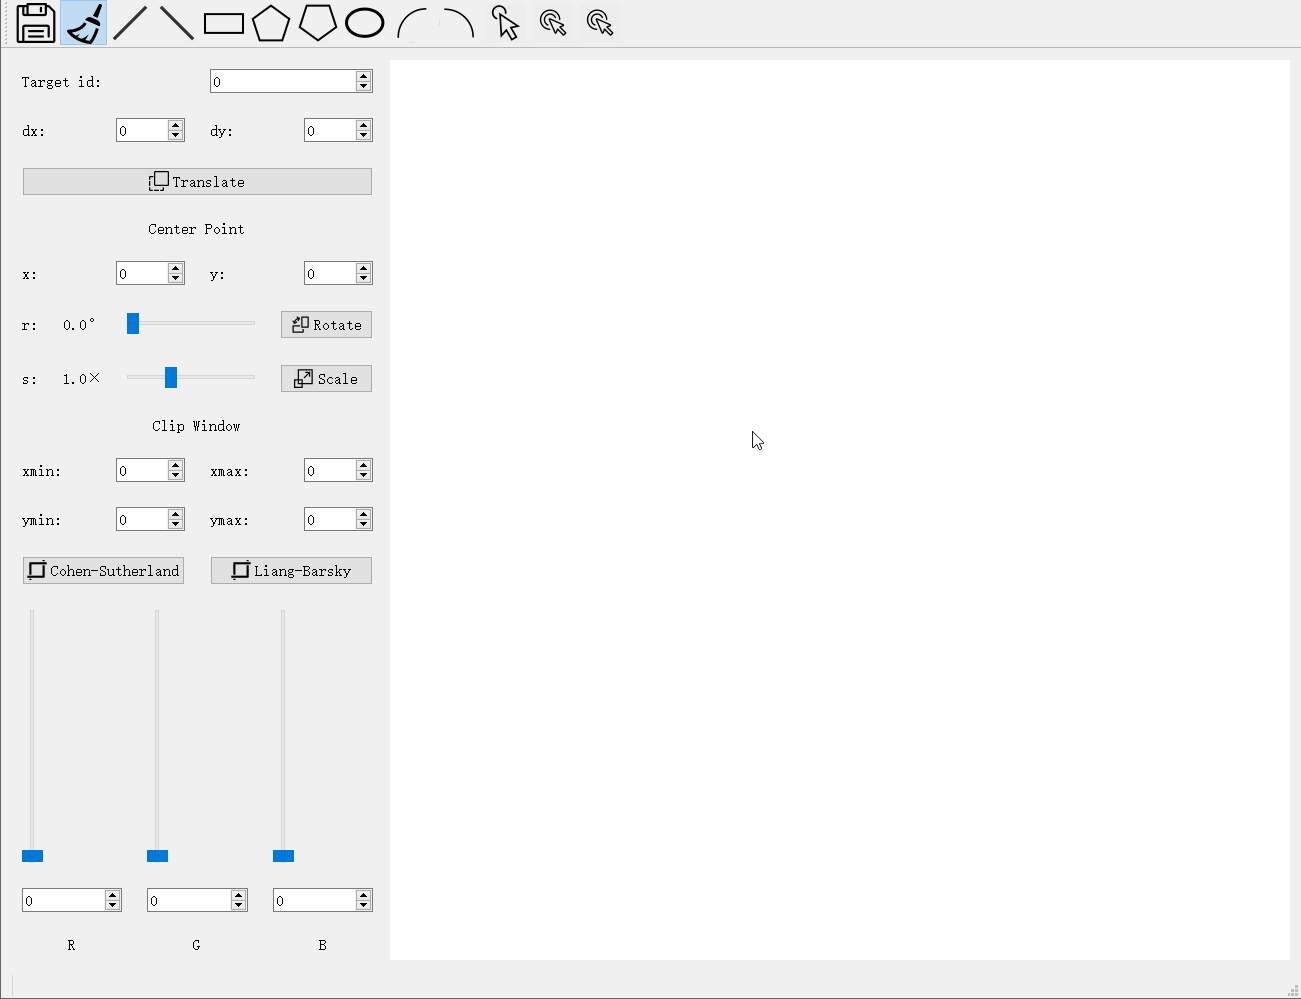 Target id: 0
dx: 0 dy: 0
Translate
Center Point
x: 0 y: 0
r: 0.0° Rotate
s: 1.0× Scale
Clip Window
xmin: 0 xmax: 0
ymin: 0 ymax: 0
Cohen-Sutherland Liang-Barsky
0 0 0
R G B